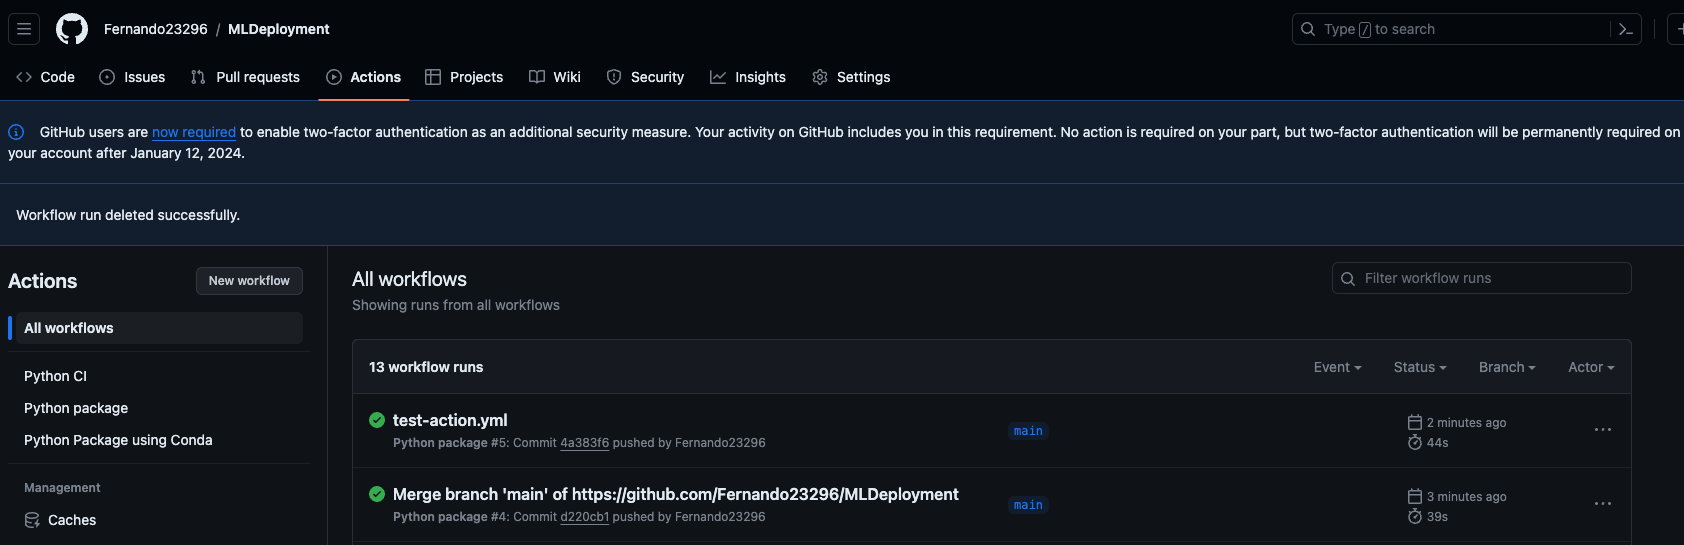 Fernando23296 / MLDeployment
Type / to search
Code Issues Pull requests Actions Projects Wiki Security Insights Settings
GitHub users are now required to enable two-factor authentication as an additional security measure. Your activity on GitHub includes you in this requirement. No action is required on your part, but two-factor authentication will be permanently required on
your account after January 12, 2024.
Workflow run deleted successfully.
Actions
New workflow
All workflows
Python CI
Python package
Python Package using Conda
Management
Caches
All workflows
Showing runs from all workflows
Filter workflow runs
13 workflow runs
Event Status Branch Actor
test-action.yml
Python package #5: Commit 4a383f6 pushed by Fernando23296
main
2 minutes ago
44s
Merge branch 'main' of https://github.com/Fernando23296/MLDeployment
Python package #4: Commit d220cb1 pushed by Fernando23296
main
3 minutes ago
39s